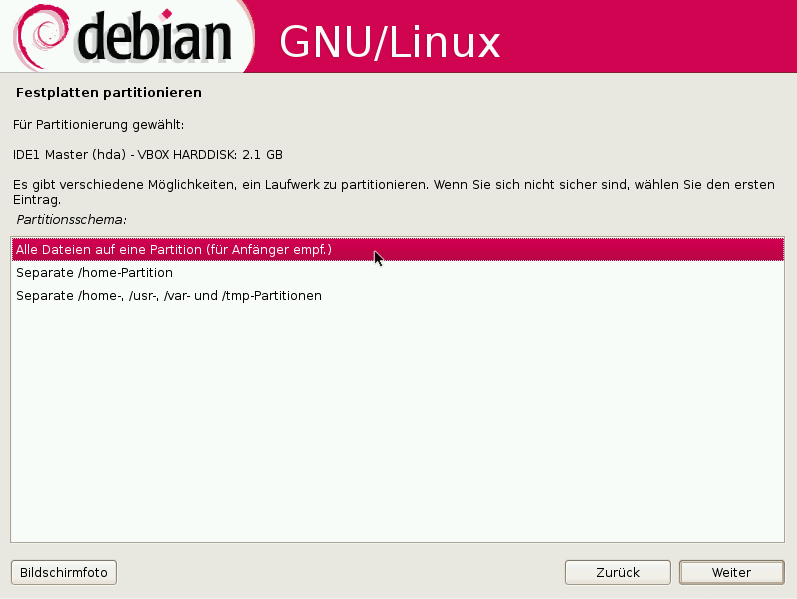 debian GNU/Linux
Festplatten partitionieren
Für Partitionierung gewählt:
IDE1 Master (hda) - VBOX HARDDISK: 2.1 GB
Es gibt verschiedene Möglichkeiten, ein Laufwerk zu partitionieren. Wenn Sie sich nicht sicher sind, wählen Sie den ersten
Eintrag.
Partitionsschema:
Alle Dateien auf eine Partition (für Anfänger empf.)
Separate /home-Partition
Separate /home-, /usr-, /var- und /tmp-Partitionen
Bildschirmfoto Zurück Weiter